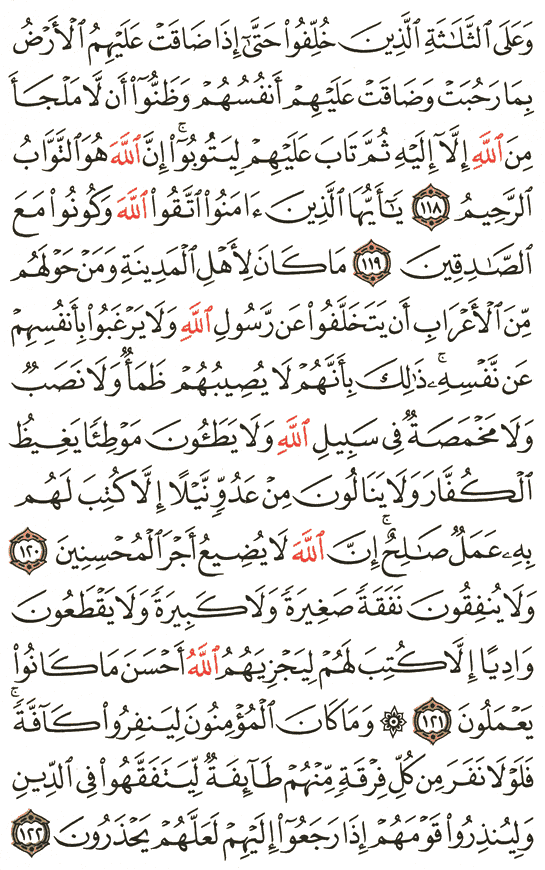 وَعَلَى ٱلثَّلَٰثَةِ ٱلَّذِينَ خُلِّفُوا۟ حَتَّىٰٓ إِذَا ضَاقَتْ عَلَيْهِمُ ٱلْأَرْضُ
بِمَا رَحُبَتْ وَضَاقَتْ عَلَيْهِمْ أَنفُسُهُمْ وَظَنُّوٓا۟ أَن لَّا مَلْجَأَ
مِنَ ٱللَّهِ إِلَّآ إِلَيْهِ ثُمَّ تَابَ عَلَيْهِمْ لِيَتُوبُوٓا۟ ۚ إِنَّ ٱللَّهَ هُوَ ٱلتَّوَّابُ
ٱلرَّحِيمُ ١١٨ يَٰٓأَيُّهَا ٱلَّذِينَ ءَامَنُوا۟ ٱتَّقُوا۟ ٱللَّهَ وَكُونُوا۟ مَعَ
ٱلصَّٰدِقِينَ ١١٩ مَا كَانَ لِأَهْلِ ٱلْمَدِينَةِ وَمَنْ حَوْلَهُم
مِّنَ ٱلْأَعْرَابِ أَن يَتَخَلَّفُوا۟ عَن رَّسُولِ ٱللَّهِ وَلَا يَرْغَبُوا۟ بِأَنفُسِهِمْ
عَن نَّفْسِهِۦ ۚ ذَٰلِكَ بِأَنَّهُمْ لَا يُصِيبُهُمْ ظَمَأٌ وَلَا نَصَبٌ
وَلَا مَخْمَصَةٌ فِى سَبِيلِ ٱللَّهِ وَلَا يَطَـُٔونَ مَوْطِئًا يَغِيظُ
ٱلْكُفَّارَ وَلَا يَنَالُونَ مِنْ عَدُوٍّ نَّيْلًا إِلَّا كُتِبَ لَهُم
بِهِۦ عَمَلٌ صَٰلِحٌ ۚ إِنَّ ٱللَّهَ لَا يُضِيعُ أَجْرَ ٱلْمُحْسِنِينَ ١٢٠
وَلَا يُنفِقُونَ نَفَقَةً صَغِيرَةً وَلَا كَبِيرَةً وَلَا يَقْطَعُونَ
وَادِيًا إِلَّا كُتِبَ لَهُمْ لِيَجْزِيَهُمُ ٱللَّهُ أَحْسَنَ مَا كَانُوا۟
يَعْمَلُونَ ١٢١ ۞ وَمَا كَانَ ٱلْمُؤْمِنُونَ لِيَنفِرُوا۟ كَآفَّةً ۚ
فَلَوْلَا نَفَرَ مِن كُلِّ فِرْقَةٍ مِّنْهُمْ طَآئِفَةٌ لِّيَتَفَقَّهُوا۟ فِى ٱلدِّينِ
وَلِيُنذِرُوا۟ قَوْمَهُمْ إِذَا رَجَعُوٓا۟ إِلَيْهِمْ لَعَلَّهُمْ يَحْذَرُونَ ١٢٢